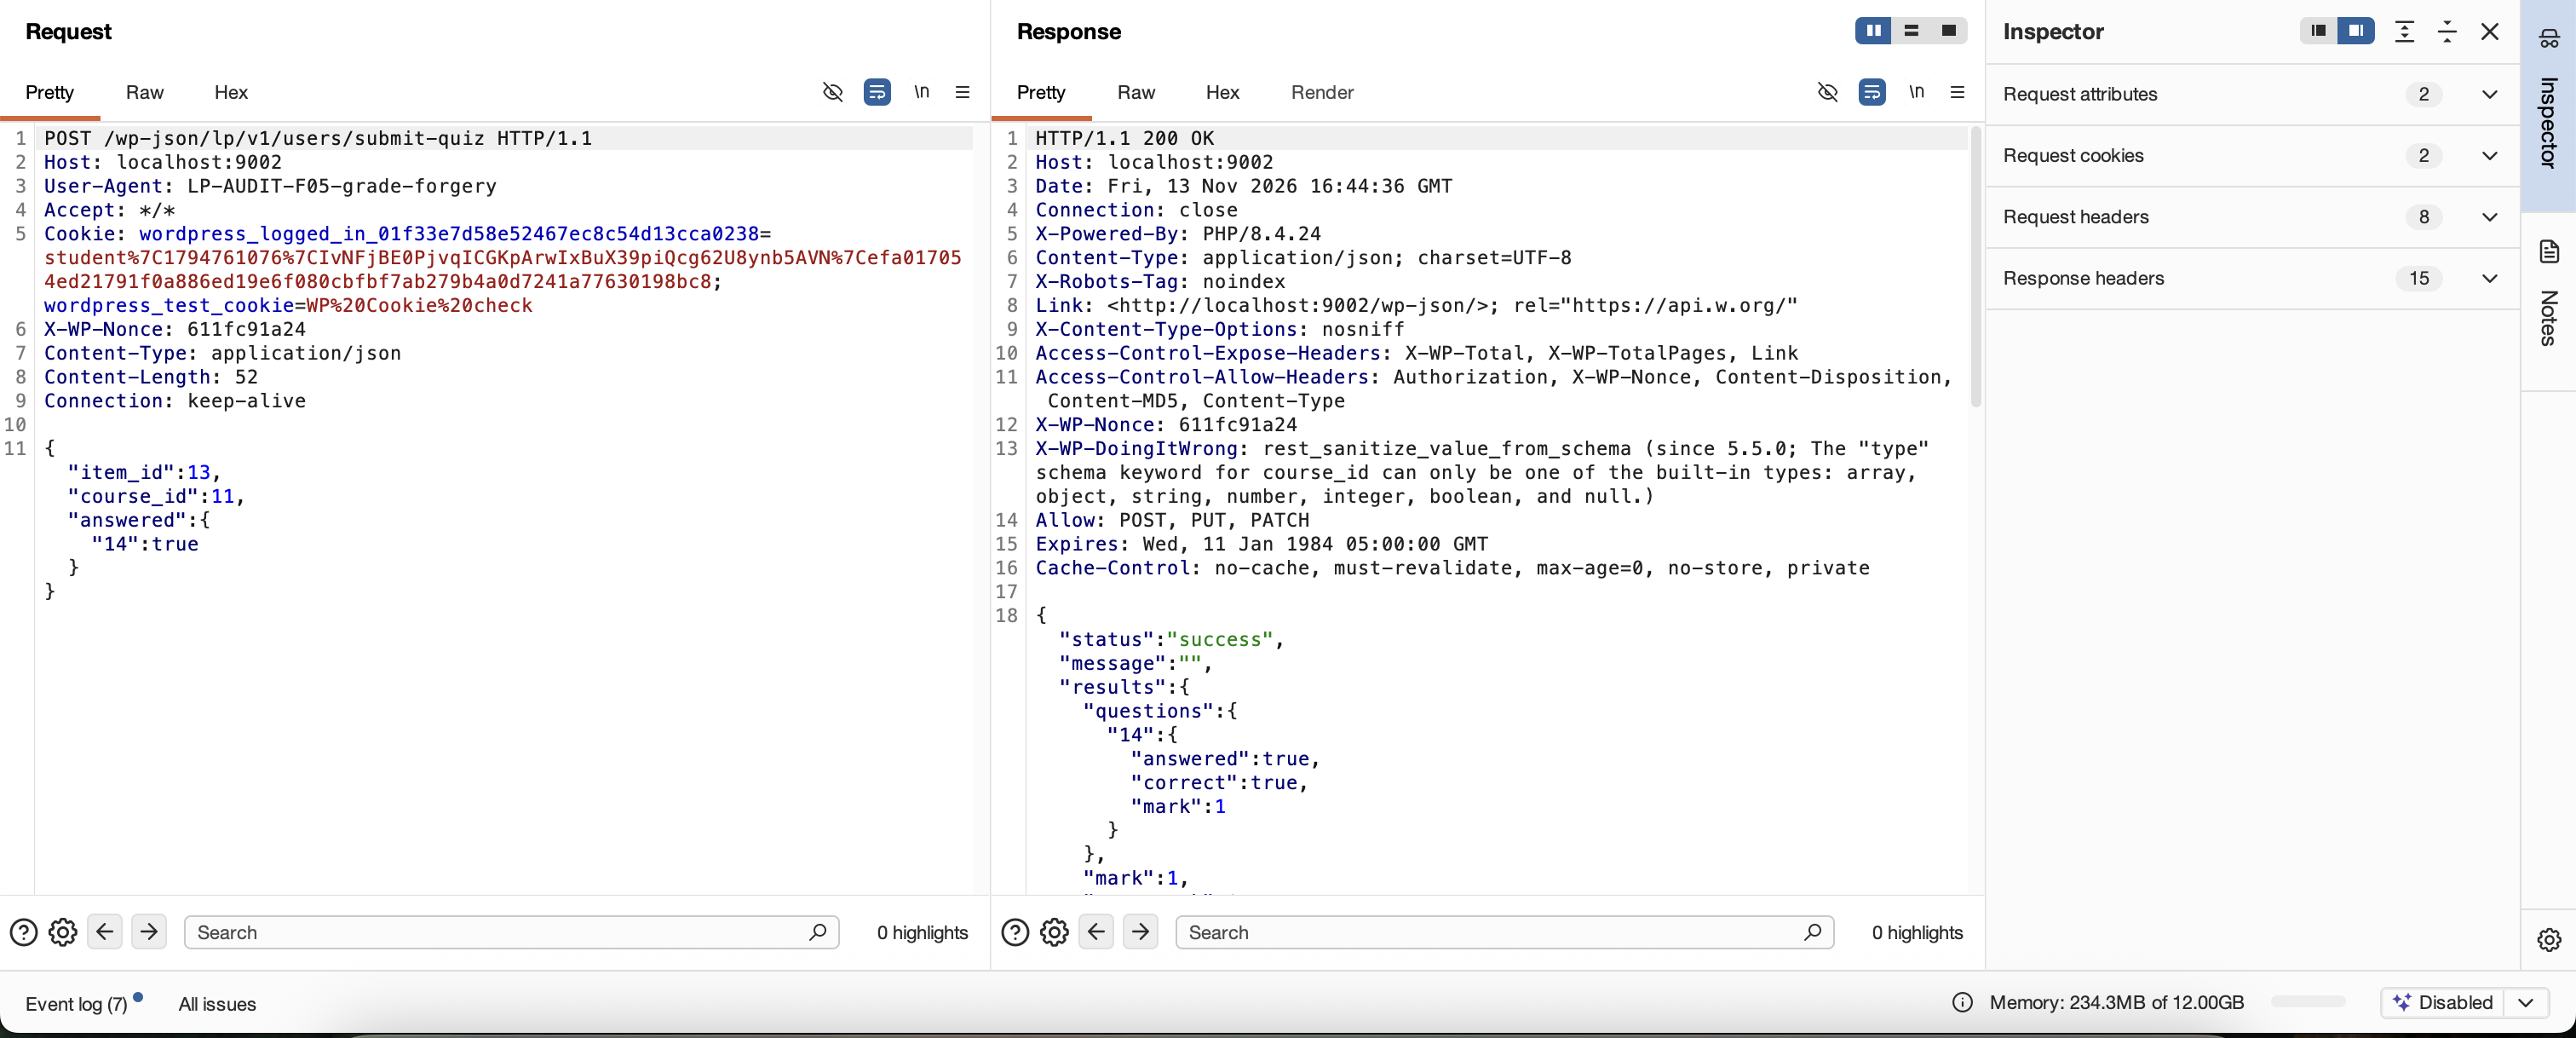 Request
Pretty Raw Hex \n
1 POST /wp-json/lp/v1/users/submit-quiz HTTP/1.1
2 Host: localhost:9002
3 User-Agent: LP-AUDIT-F05-grade-forgery
4 Accept: */*
5 Cookie: wordpress_logged_in_01f33e7d58e52467ec8c54d13cca0238=
student%7C1794761076%7CIvNFjBE0PjvqICGKpArwIxBuX39piQcg62U8ynb5AVN%7Cefa01705
4ed21791f0a886ed19e6f080cbfbf7ab279b4a0d7241a77630198bc8;
wordpress_test_cookie=WP%20Cookie%20check
6 X-WP-Nonce: 611fc91a24
7 Content-Type: application/json
8 Content-Length: 52
9 Connection: keep-alive
10
11 {
"item_id":13,
"course_id":11,
"answered":{
"14":true
}
}
Search
0 highlights
Response
Pretty Raw Hex Render \n
1 HTTP/1.1 200 OK
2 Host: localhost:9002
3 Date: Fri, 13 Nov 2026 16:44:36 GMT
4 Connection: close
5 X-Powered-By: PHP/8.4.24
6 Content-Type: application/json; charset=UTF-8
7 X-Robots-Tag: noindex
8 Link: <http://localhost:9002/wp-json/>; rel="https://api.w.org/"
9 X-Content-Type-Options: nosniff
10 Access-Control-Expose-Headers: X-WP-Total, X-WP-TotalPages, Link
11 Access-Control-Allow-Headers: Authorization, X-WP-Nonce, Content-Disposition,
Content-MD5, Content-Type
12 X-WP-Nonce: 611fc91a24
13 X-WP-DoingItWrong: rest_sanitize_value_from_schema (since 5.5.0; The "type"
schema keyword for course_id can only be one of the built-in types: array,
object, string, number, integer, boolean, and null.)
14 Allow: POST, PUT, PATCH
15 Expires: Wed, 11 Jan 1984 05:00:00 GMT
16 Cache-Control: no-cache, must-revalidate, max-age=0, no-store, private
17
18 {
"status":"success",
"message":"",
"results":{
"questions":{
"14":{
"answered":true,
"correct":true,
"mark":1
}
},
"mark":1,
Search
0 highlights
Inspector
Request attributes 2
Request cookies 2
Request headers 8
Response headers 15
Inspector
Notes
Event log (7)
All issues
Memory: 234.3MB of 12.00GB
Disabled